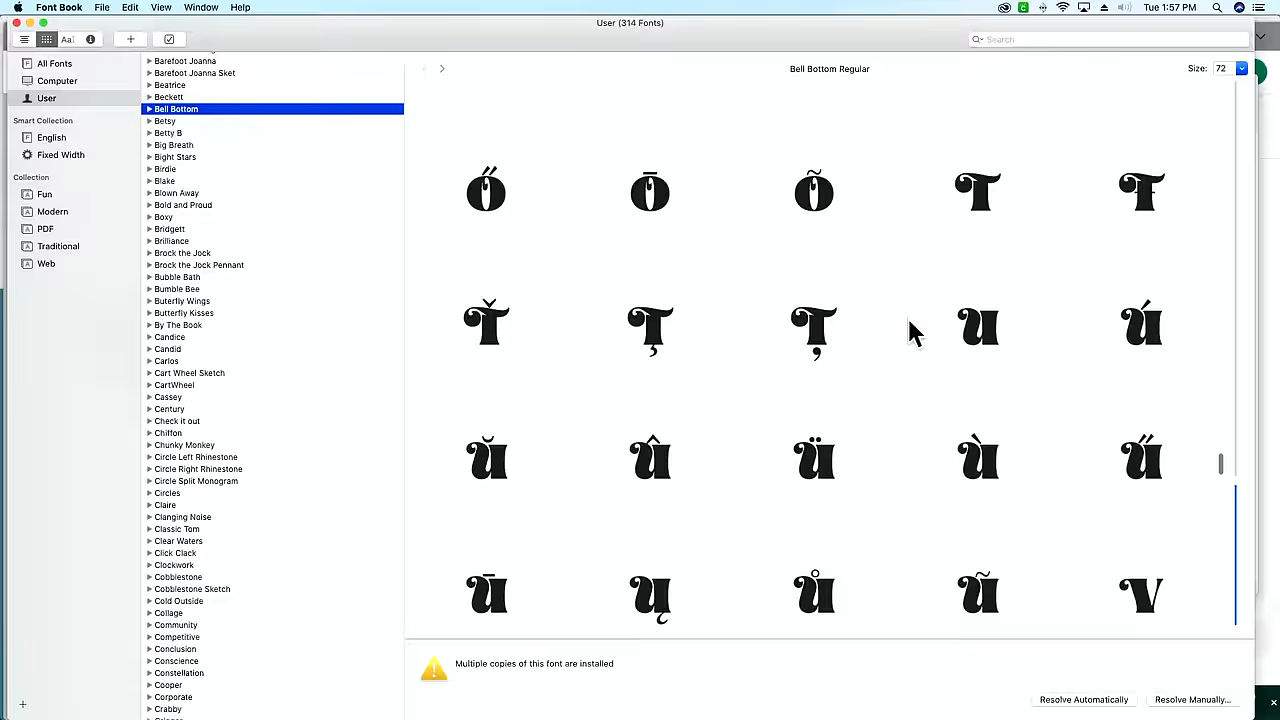 Font Book File Edit View Window Help Tue 1:57 PM
User (314 Fonts)
Aa
Search
All Fonts
Computer
User
Smart Collection
English
Fixed Width
Collection
Fun
Modern
PDF
Traditional
Web
Barefoot Joanna
Barefoot Joanna Sket
Beatrice
Beckett
Bell Bottom
Betsy
Betty B
Big Breath
Bight Stars
Birdie
Blake
Blown Away
Bold and Proud
Boxy
Bridgett
Brilliance
Brock the Jock
Brock the Jock Pennant
Bubble Bath
Bumble Bee
Buterfly Wings
Butterfly Kisses
By The Book
Candice
Candid
Carlos
Cart Wheel Sketch
CartWheel
Cassey
Century
Check it out
Chiffon
Chunky Monkey
Circle Left Rhinestone
Circle Right Rhinestone
Circle Split Monogram
Circles
Claire
Clanging Noise
Classic Tom
Clear Waters
Click Clack
Clockwork
Cobblestone
Cobblestone Sketch
Cold Outside
Collage
Community
Competitive
Conclusion
Conscience
Constellation
Cooper
Corporate
Crabby
Bell Bottom Regular
Size: 72
Ő Ō Õ T Ŧ
Ť Ţ Ț u ú
ŭ û ü ù ű
ū ų ů ũ v
Multiple copies of this font are installed
Resolve Automatically Resolve Manually...